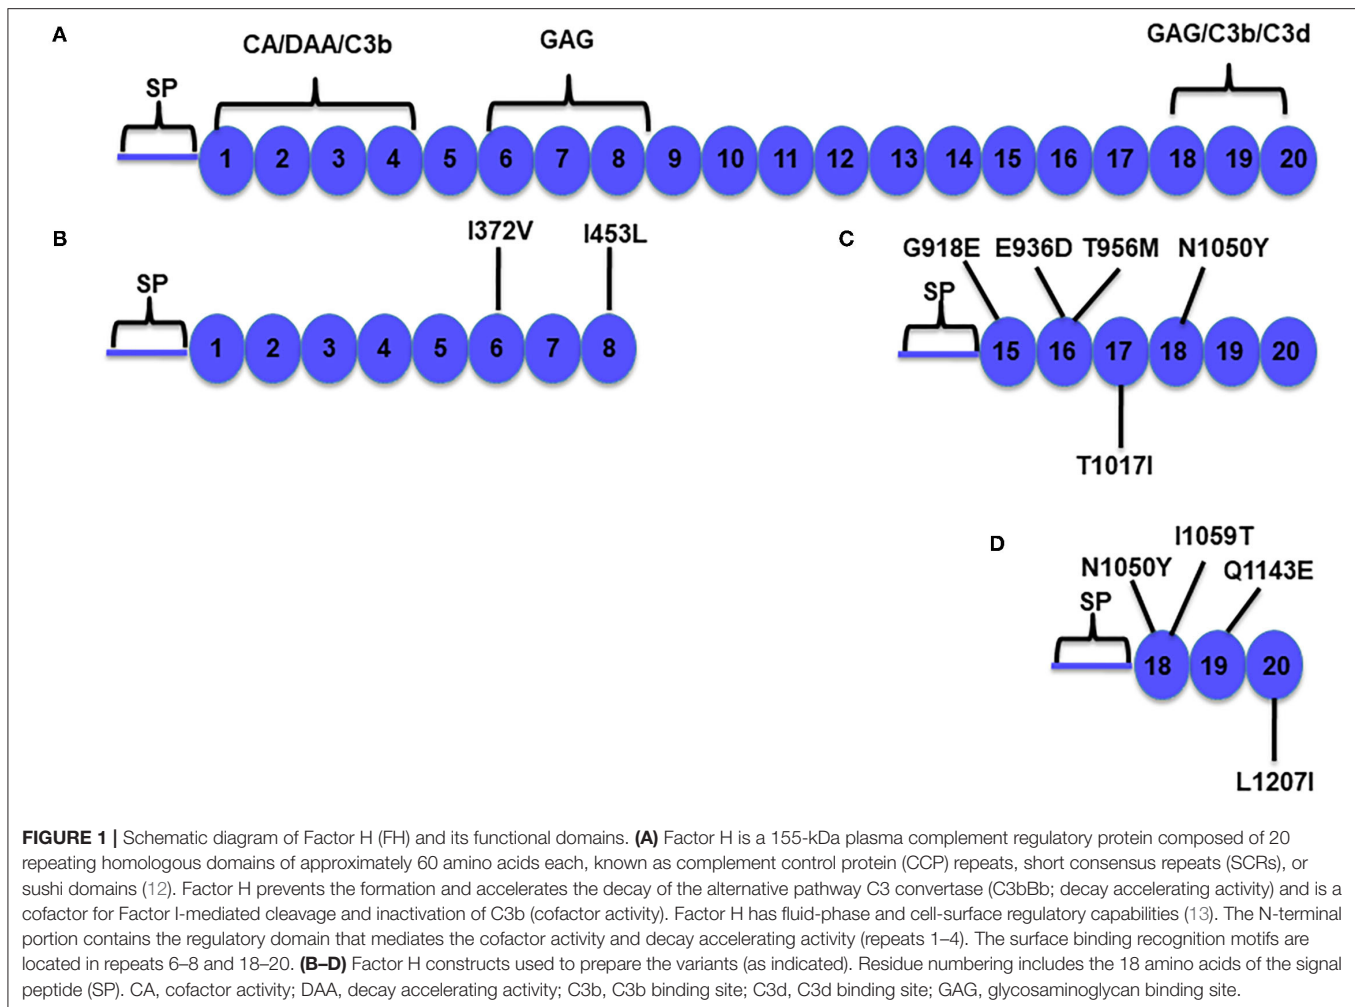 A
CA/DAA/C3b
GAG
GAG/C3b/C3d
SP
1 2 3 4 5 6 7 8 9 10 11 12 13 14 15 16 17 18 19 20
B
I372V
I453L
SP
1 2 3 4 5 6 7 8
C
G918E E936D T956M N1050Y
SP
15 16 17 18 19 20
T1017I
D
I1059T
N1050Y
Q1143E
SP
18 19 20
L1207I
FIGURE 1 | Schematic diagram of Factor H (FH) and its functional domains. (A) Factor H is a 155-kDa plasma complement regulatory protein composed of 20
repeating homologous domains of approximately 60 amino acids each, known as complement control protein (CCP) repeats, short consensus repeats (SCRs), or
sushi domains (12). Factor H prevents the formation and accelerates the decay of the alternative pathway C3 convertase (C3bBb; decay accelerating activity) and is a
cofactor for Factor I-mediated cleavage and inactivation of C3b (cofactor activity). Factor H has fluid-phase and cell-surface regulatory capabilities (13). The N-terminal
portion contains the regulatory domain that mediates the cofactor activity and decay accelerating activity (repeats 1–4). The surface binding recognition motifs are
located in repeats 6–8 and 18–20. (B–D) Factor H constructs used to prepare the variants (as indicated). Residue numbering includes the 18 amino acids of the signal
peptide (SP). CA, cofactor activity; DAA, decay accelerating activity; C3b, C3b binding site; C3d, C3d binding site; GAG, glycosaminoglycan binding site.